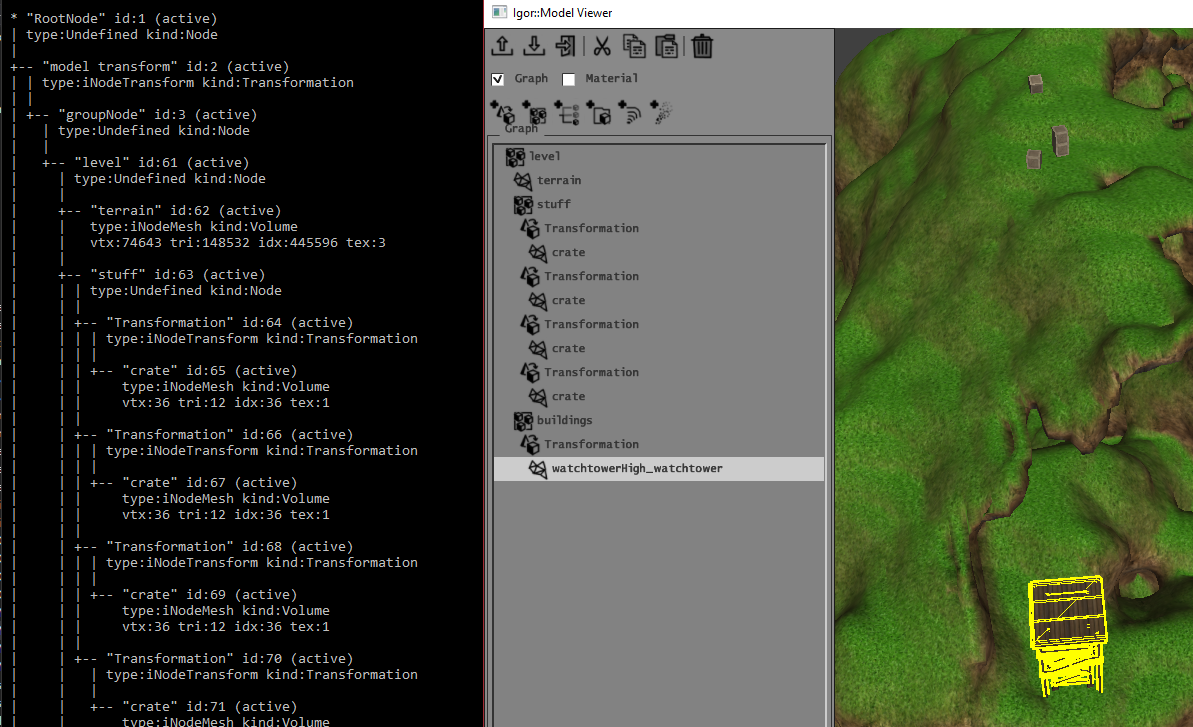 * "RootNode" id:1 (active)
| type:Undefined kind:Node
|
+-- "model transform" id:2 (active)
| | type:iNodeTransform kind:Transformation
| |
| +-- "groupNode" id:3 (active)
| | type:Undefined kind:Node
| |
| +-- "level" id:61 (active)
| | type:Undefined kind:Node
| |
| +-- "terrain" id:62 (active)
| | type:iNodeMesh kind:Volume
| | vtx:74643 tri:148532 idx:445596 tex:3
| |
| +-- "stuff" id:63 (active)
| | | type:Undefined kind:Node
| | |
| | +-- "Transformation" id:64 (active)
| | | | type:iNodeTransform kind:Transformation
| | | |
| | | +-- "crate" id:65 (active)
| | | type:iNodeMesh kind:Volume
| | | vtx:36 tri:12 idx:36 tex:1
| | |
| | +-- "Transformation" id:66 (active)
| | | | type:iNodeTransform kind:Transformation
| | | |
| | | +-- "crate" id:67 (active)
| | | type:iNodeMesh kind:Volume
| | | vtx:36 tri:12 idx:36 tex:1
| | |
| | +-- "Transformation" id:68 (active)
| | | | type:iNodeTransform kind:Transformation
| | | |
| | | +-- "crate" id:69 (active)
| | | type:iNodeMesh kind:Volume
| | | vtx:36 tri:12 idx:36 tex:1
| | |
| | +-- "Transformation" id:70 (active)
| | | type:iNodeTransform kind:Transformation
| | |
| | +-- "crate" id:71 (active)
| | type:iNodeMesh kind:Volume
Igor::Model Viewer
Graph Material
Graph
level
terrain
stuff
Transformation
crate
Transformation
crate
Transformation
crate
Transformation
crate
buildings
Transformation
watchtowerHigh_watchtower